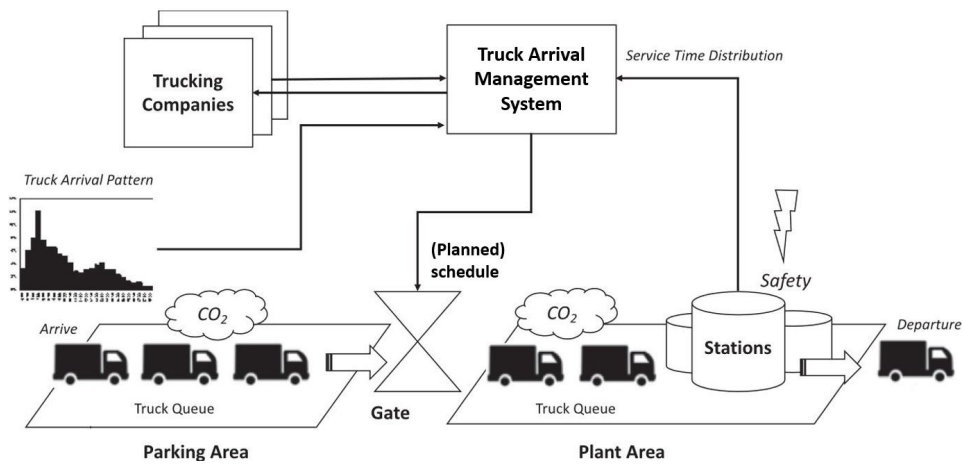 Trucking
Companies
Truck Arrival
Management
System
Service Time Distribution
Truck Arrival Pattern
(Planned)
schedule
Safety
CO2
CO2
Arrive
Departure
Stations
Truck Queue
Gate
Truck Queue
Parking Area
Plant Area